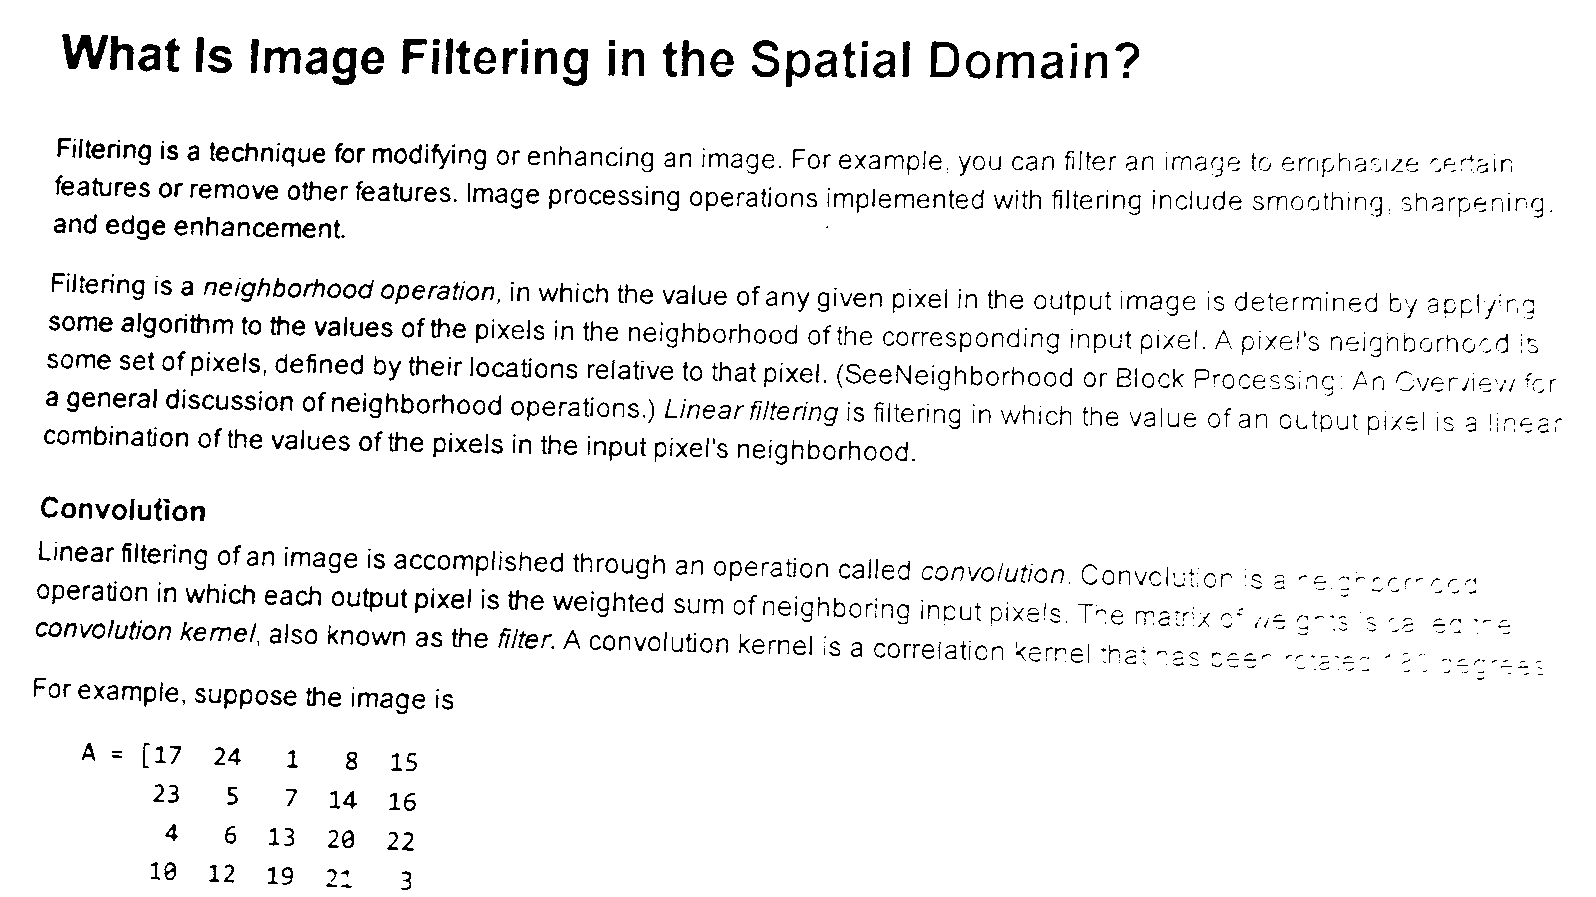 What Is Image Filtering in the Spatial Domain?
Filtering is a technique for modifying or enhancing an image. For example, you can filter an image to emphasize certain
features or remove other features. Image processing operations implemented with filtering include smoothing, sharpening,
and edge enhancement.
Filtering is a neighborhood operation, in which the value of any given pixel in the output image is determined by applying
some algorithm to the values of the pixels in the neighborhood of the corresponding input pixel. A pixel's neighborhood is
some set of pixels, defined by their locations relative to that pixel. (SeeNeighborhood or Block Processing: An Overview for
a general discussion of neighborhood operations.) Linear filtering is filtering in which the value of an output pixel is a linear
combination of the values of the pixels in the input pixel's neighborhood.
Convolution
Linear filtering of an image is accomplished through an operation called convolution. Convolution is a neighborhood
operation in which each output pixel is the weighted sum of neighboring input pixels. The matrix of weights is called the
convolution kernel, also known as the filter. A convolution kernel is a correlation kernel that has been rotated 180 degrees.
For example, suppose the image is
A = [17 24 1 8 15
23 5 7 14 16
4 6 13 20 22
10 12 19 21 3